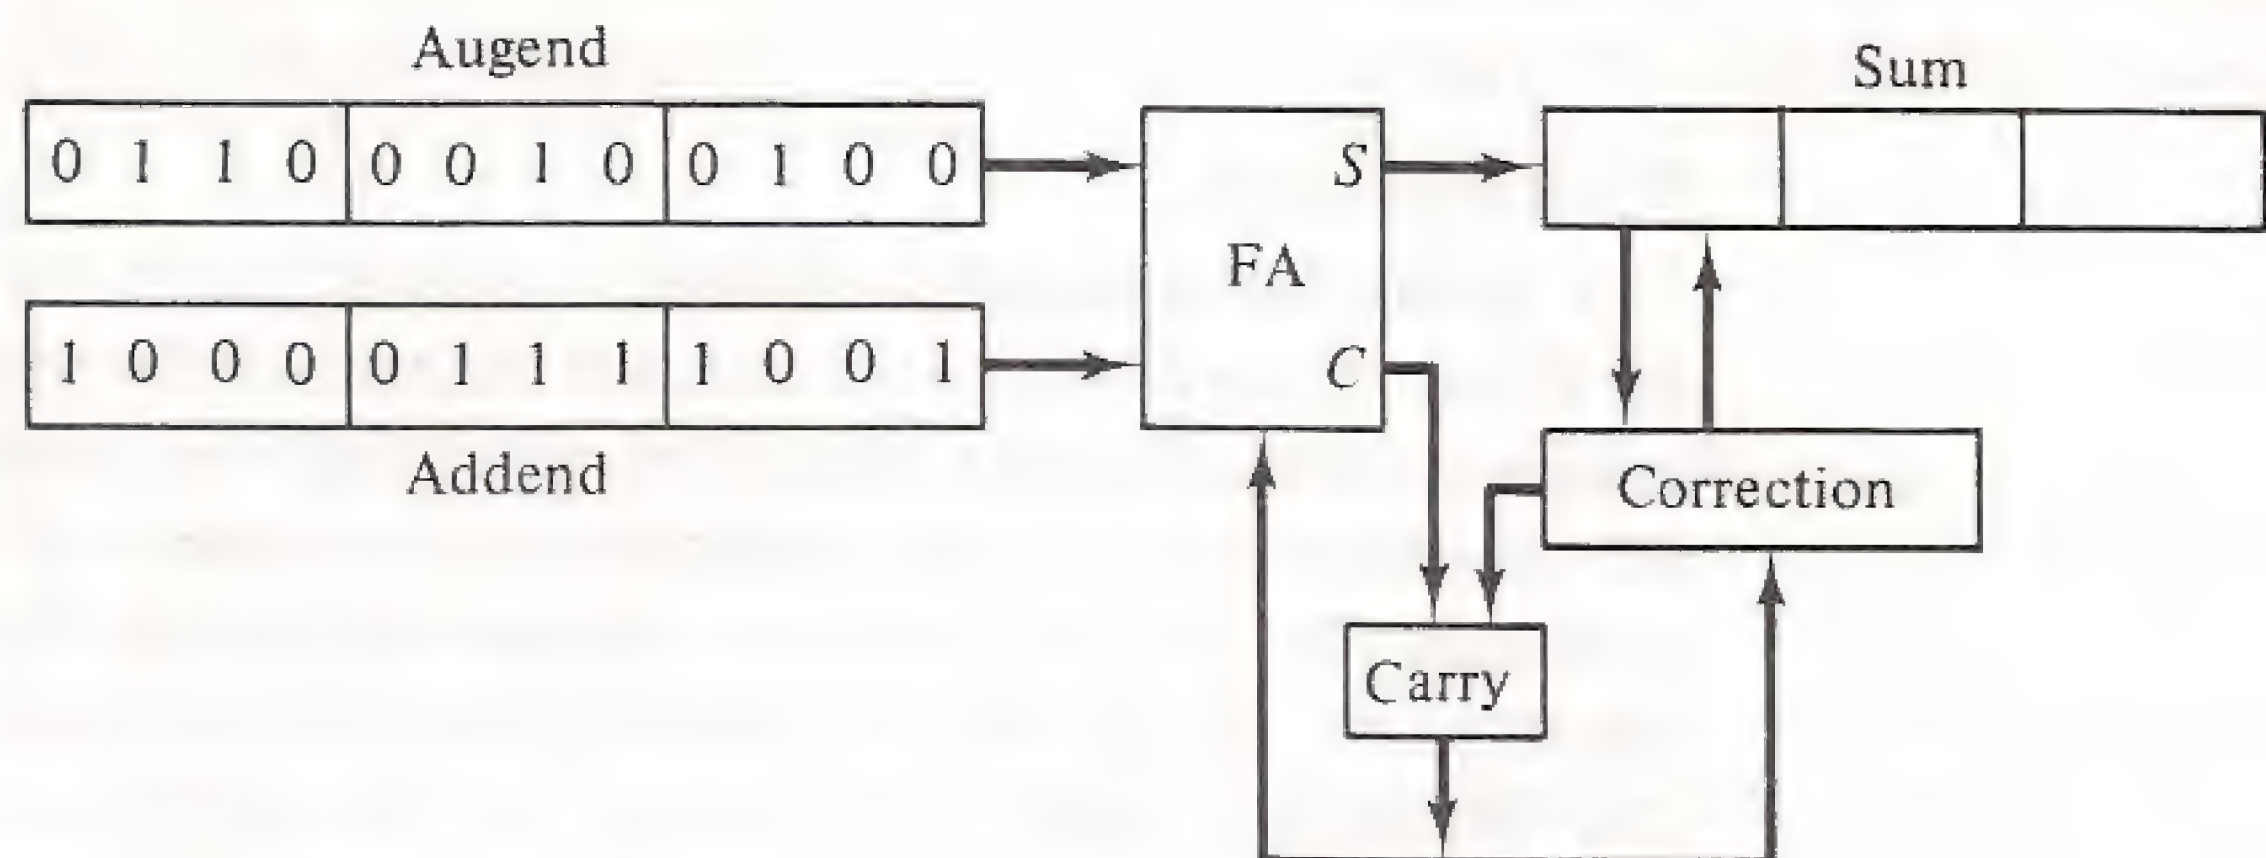 Augend
0 1 1 0 0 0 1 0 0 1 0 0
1 0 0 0 0 1 1 1 1 0 0 1
Addend
FA
S
C
Sum
Correction
Carry